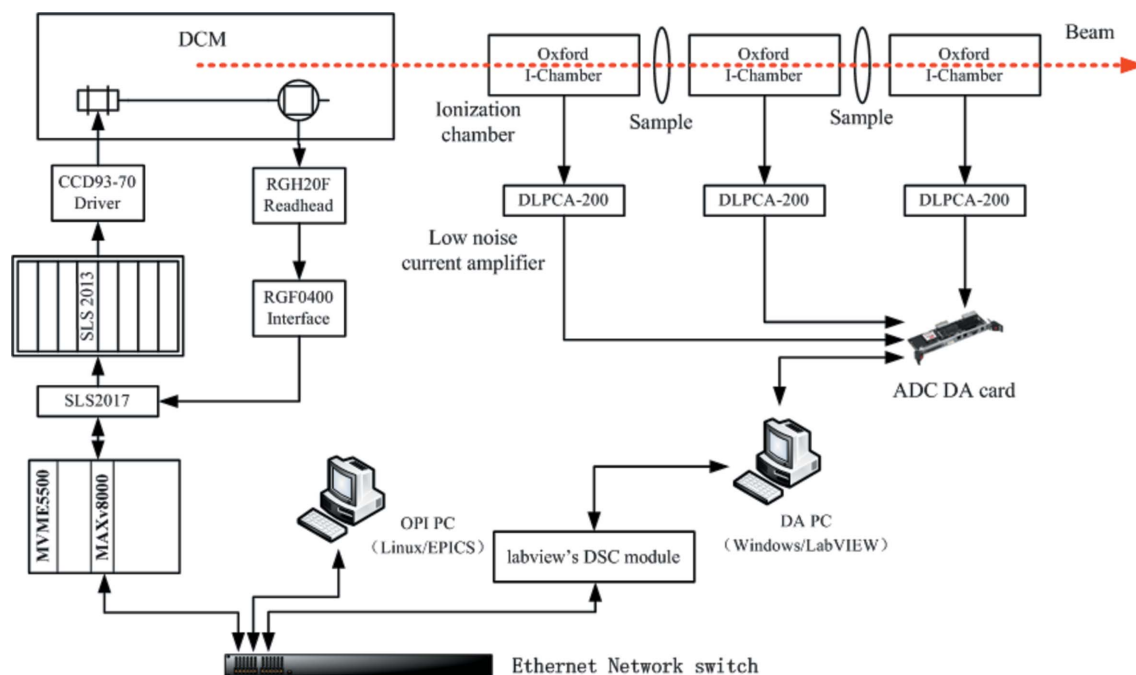 DCM
Beam
Oxford
I-Chamber
Oxford
I-Chamber
Oxford
I-Chamber
Ionization
chamber
Sample
Sample
CCD93-70
Driver
RGH20F
Readhead
DLPCA-200
DLPCA-200
DLPCA-200
Low noise
current amplifier
SLS 2013
RGF0400
Interface
SLS2017
ADC DA card
MVME5500
MAXv8000
OPI PC
(Linux/EPICS)
labview's DSC module
DA PC
(Windows/LabVIEW)
Ethernet Network switch